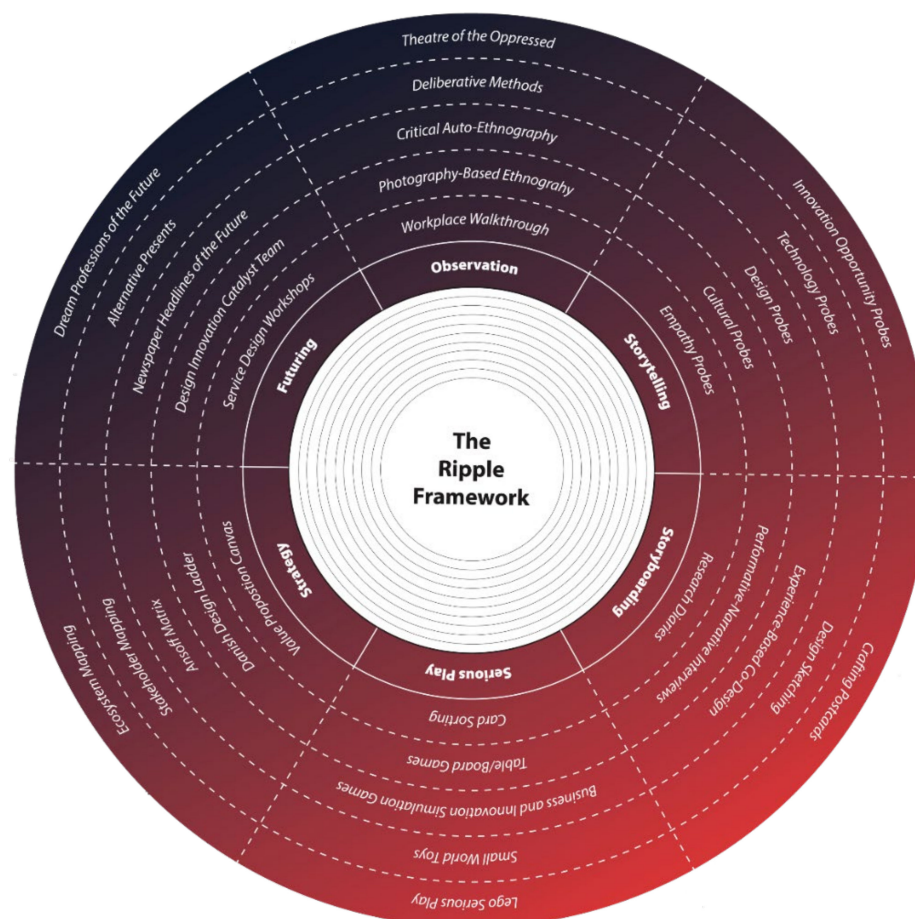 The
Ripple
Framework
Observation
Workplace Walkthrough
Photography-Based Ethnograhy
Critical Auto-Ethnography
Deliberative Methods
Theatre of the Oppressed
Storytelling
Empathy Probes
Cultural Probes
Design Probes
Technology Probes
Innovation Opportunity Probes
Storyboarding
Research Diaries
Performative Narrative Interviews
Experience-Based Co-Design
Design Sketching
Crafting Postcards
Serious Play
Card Sorting
Table/Board Games
Business and Innovation Simulation Games
Small World Toys
Lego Serious Play
Strategy
Value Propostion Canvas
Danish Design Ladder
Ansoff Matrix
Stakeholder Mapping
Ecosystem Mapping
Futuring
Service Design Workshops
Design Innovation Catalyst Team
Newspaper Headlines of the Future
Alternative Presents
Dream Professions of the Future